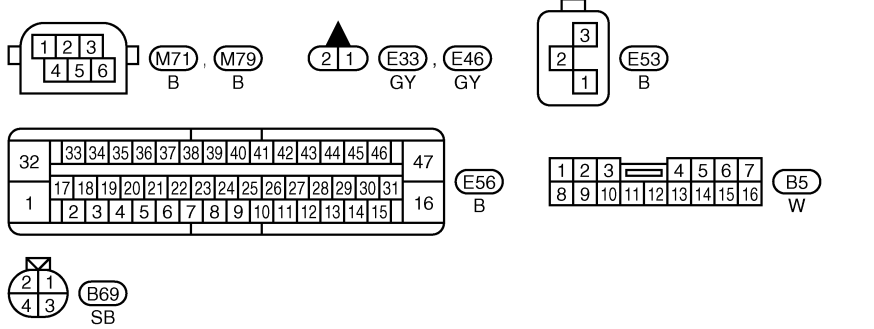 1 2 3
4 5 6
M71 , M79
B B
2 1
E33 , E46
GY GY
3
2
1
E53
B
32 33 34 35 36 37 38 39 40 41 42 43 44 45 46 47
17 18 19 20 21 22 23 24 25 26 27 28 29 30 31
1 2 3 4 5 6 7 8 9 10 11 12 13 14 15 16
E56
B
1 2 3 4 5 6 7
8 9 10 11 12 13 14 15 16
B5
W
2 1
4 3
B69
SB